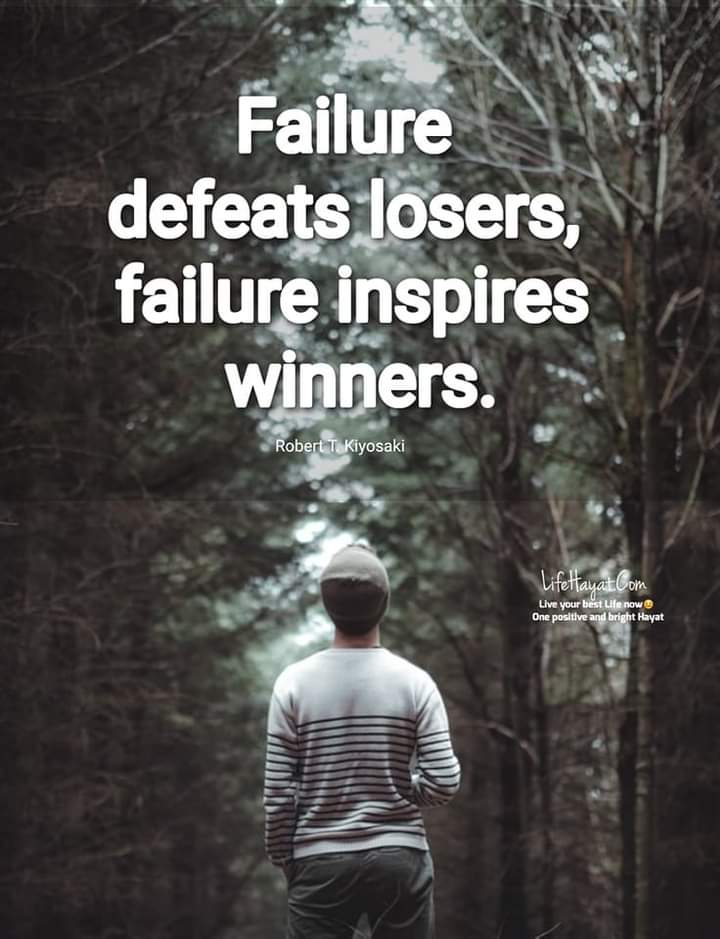 Failure
defeats losers,
failure inspires
winners.
Robert T. Kiyosaki
LifeHayat.Com
Live your best Life now😉
One positive and bright Hayat